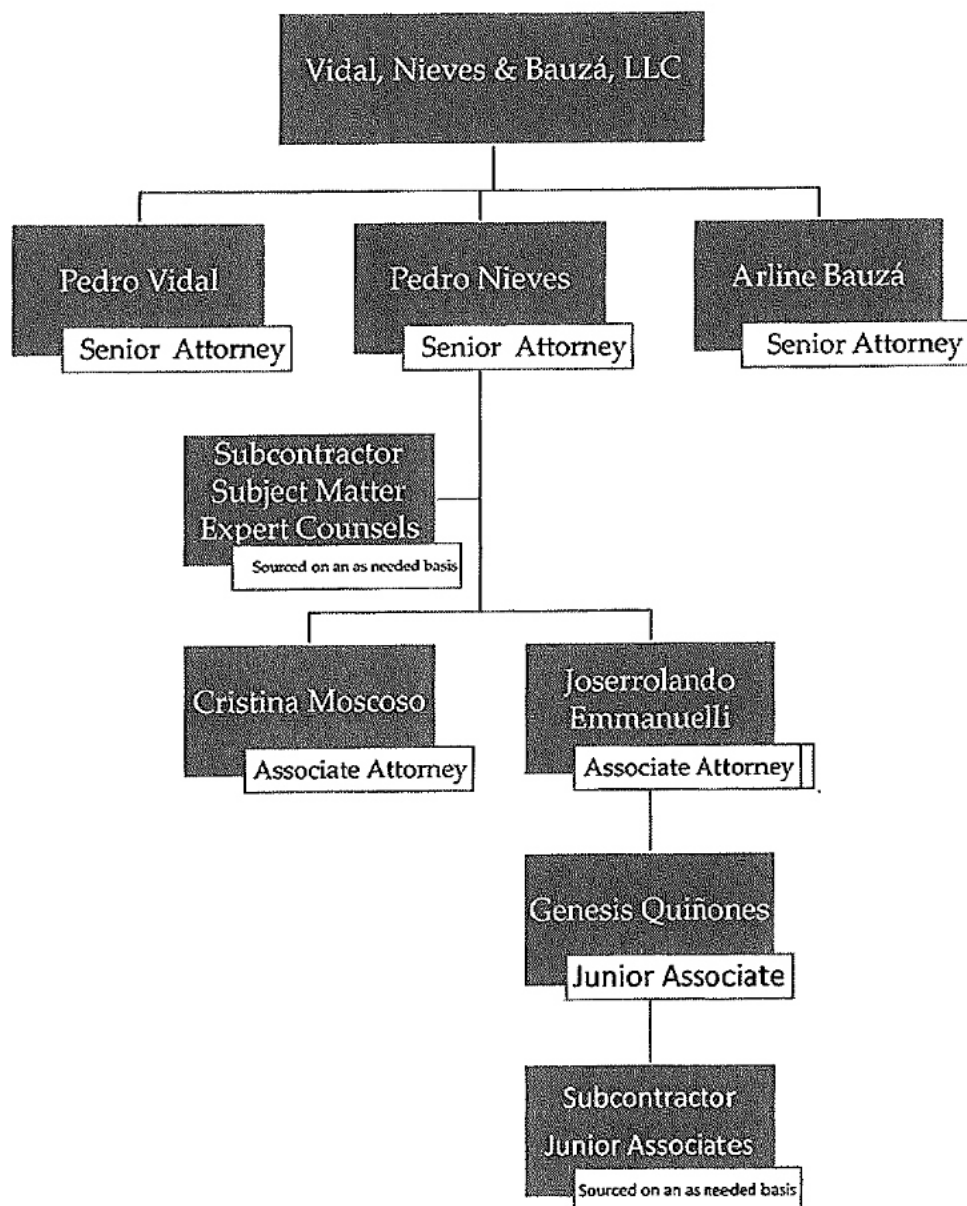 Vidal, Nieves & Bauzá, LLC
Pedro Vidal
Senior Attorney
Pedro Nieves
Senior Attorney
Arline Bauzá
Senior Attorney
Subcontractor
Subject Matter
Expert Counsels
Sourced on an as needed basis
Cristina Moscoso
Associate Attorney
Joserrolando
Emmanuelli
Associate Attorney
Genesis Quiñones
Junior Associate
Subcontractor
Junior Associates
Sourced on an as needed basis